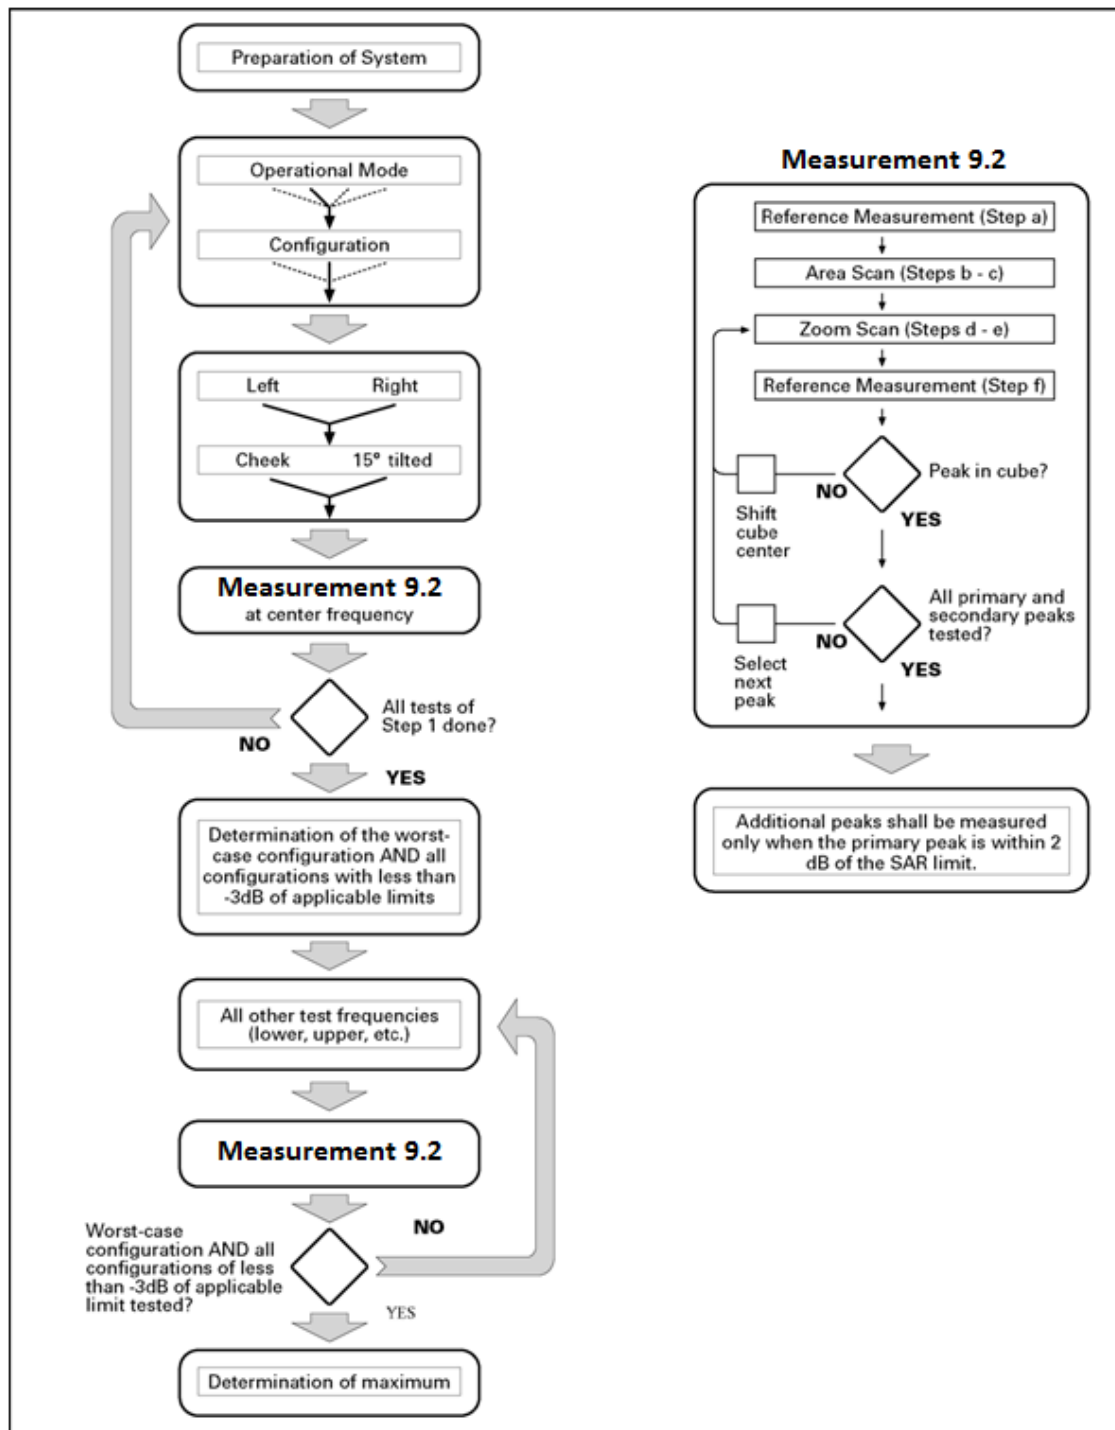 Preparation of System
Operational Mode
Configuration
Left Right
Cheek 15° tilted
Measurement 9.2
at center frequency
All tests of
Step 1 done?
NO
YES
Determination of the worst-
case configuration AND all
configurations with less than
-3dB of applicable limits
All other test frequencies
(lower, upper, etc.)
Measurement 9.2
NO
Worst-case
configuration AND all
configurations of less
than -3dB of applicable
limit tested?
YES
Determination of maximum
Measurement 9.2
Reference Measurement (Step a)
Area Scan (Steps b - c)
Zoom Scan (Steps d - e)
Reference Measurement (Step f)
Peak in cube?
NO
YES
Shift
cube
center
All primary and
secondary peaks
tested?
NO
YES
Select
next
peak
Additional peaks shall be measured
only when the primary peak is within 2
dB of the SAR limit.